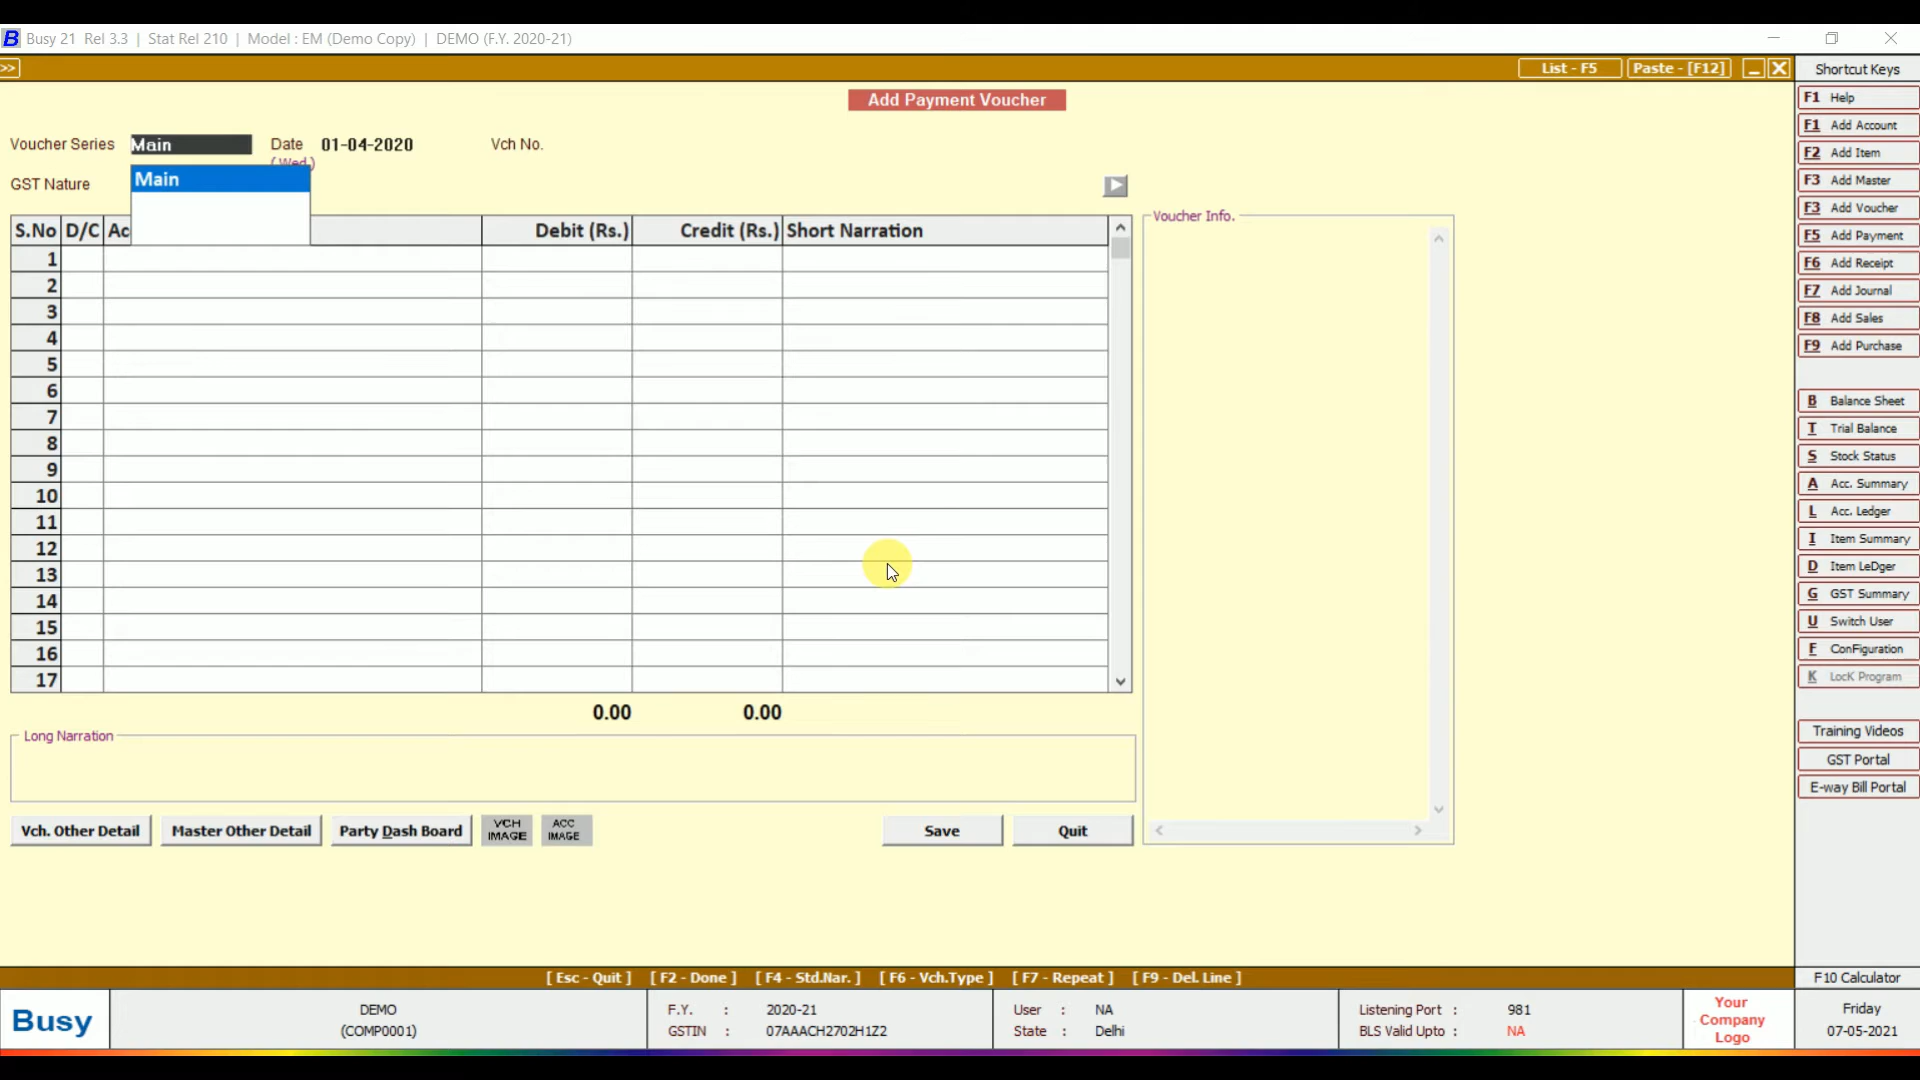 B Busy 21 Rel 3.3 | Stat Rel 210 | Model : EM (Demo Copy) | DEMO (F.Y. 2020-21)
>> List - F5 Paste - [F12] Shortcut Keys
Add Payment Voucher
Voucher Series Main Date 01-04-2020 Vch No.
( Wed )
GST Nature Main
S.No D/C Ac Debit (Rs.) Credit (Rs.) Short Narration
Voucher Info.
1
2
3
4
5
6
7
8
9
10
11
12
13
14
15
16
17
0.00 0.00
Long Narration
Vch. Other Detail Master Other Detail Party Dash Board VCH IMAGE ACC IMAGE Save Quit
F1 Help
F1 Add Account
F2 Add Item
F3 Add Master
F3 Add Voucher
F5 Add Payment
F6 Add Receipt
F7 Add Journal
F8 Add Sales
F9 Add Purchase
B Balance Sheet
T Trial Balance
S Stock Status
A Acc. Summary
L Acc. Ledger
I Item Summary
D Item LeDger
G GST Summary
U Switch User
F ConFiguration
K LocK Program
Training Videos
GST Portal
E-way Bill Portal
[ Esc - Quit ] [ F2 - Done ] [ F4 - Std.Nar. ] [ F6 - Vch.Type ] [ F7 - Repeat ] [ F9 - Del. Line ] F10 Calculator
Busy
DEMO
(COMP0001)
F.Y. : 2020-21
GSTIN : 07AAACH2702H1Z2
User : NA
State : Delhi
Listening Port : 981
BLS Valid Upto : NA
Your
Company
Logo
Friday
07-05-2021